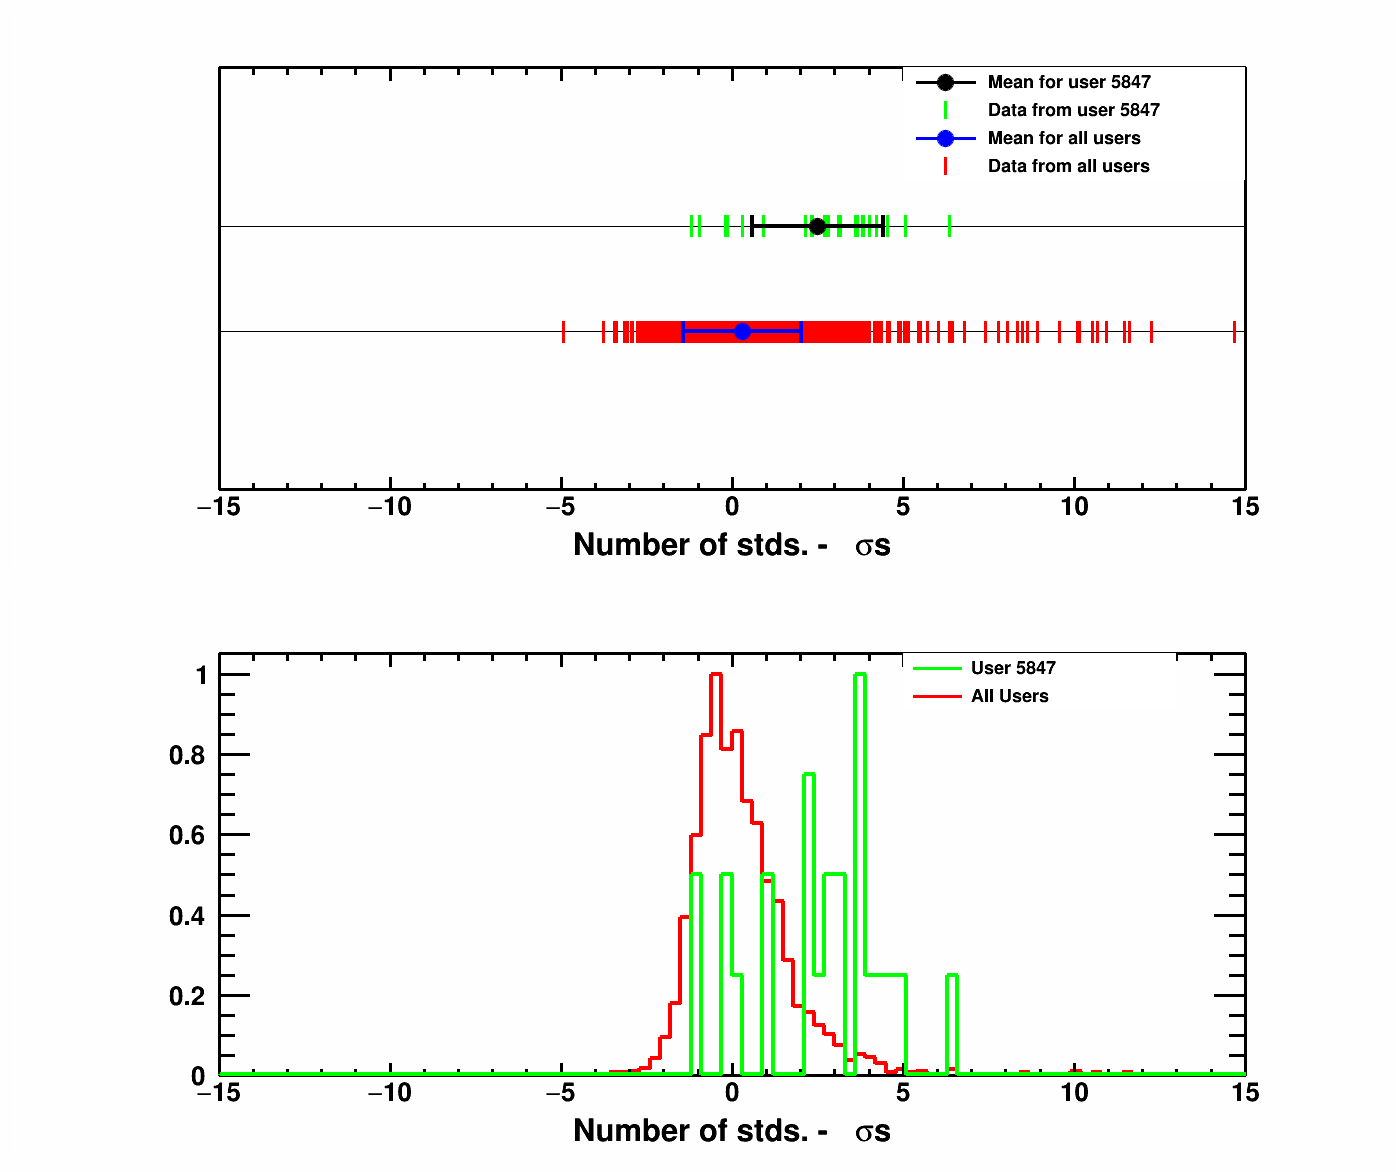 Mean for user 5847
Data from user 5847
Mean for all users
Data from all users
−15 −10 −5 0 5 10 15
Number of stds. - σs
User 5847
All Users
1
0.8
0.6
0.4
0.2
0
−15 −10 −5 0 5 10 15
Number of stds. - σs